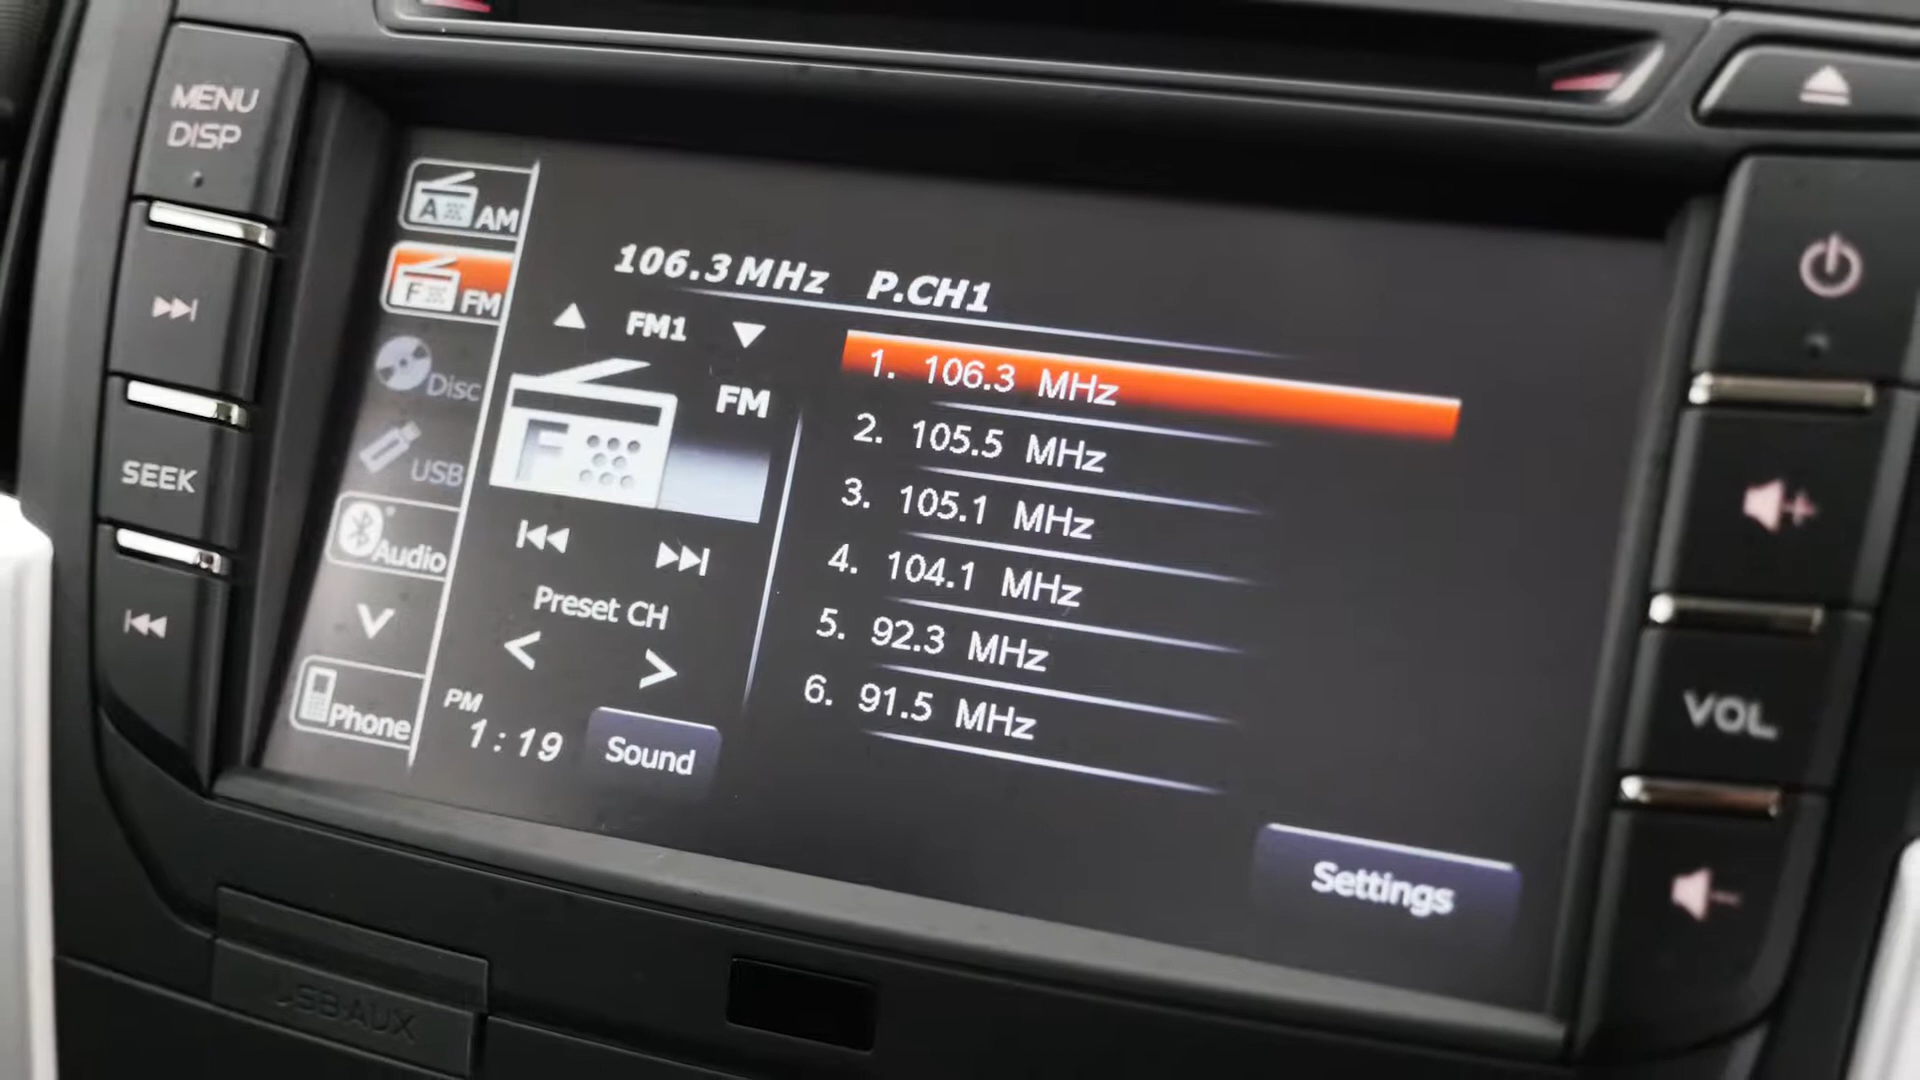 MENU
DISP
SEEK
A AM
F FM
Disc
USB
Audio
Phone
106.3MHz P.CH1
FM1
FM
F
Preset CH
PM
1:19
Sound
1. 106.3 MHz
2. 105.5 MHz
3. 105.1 MHz
4. 104.1 MHz
5. 92.3 MHz
6. 91.5 MHz
Settings
VOL
USB·AUX